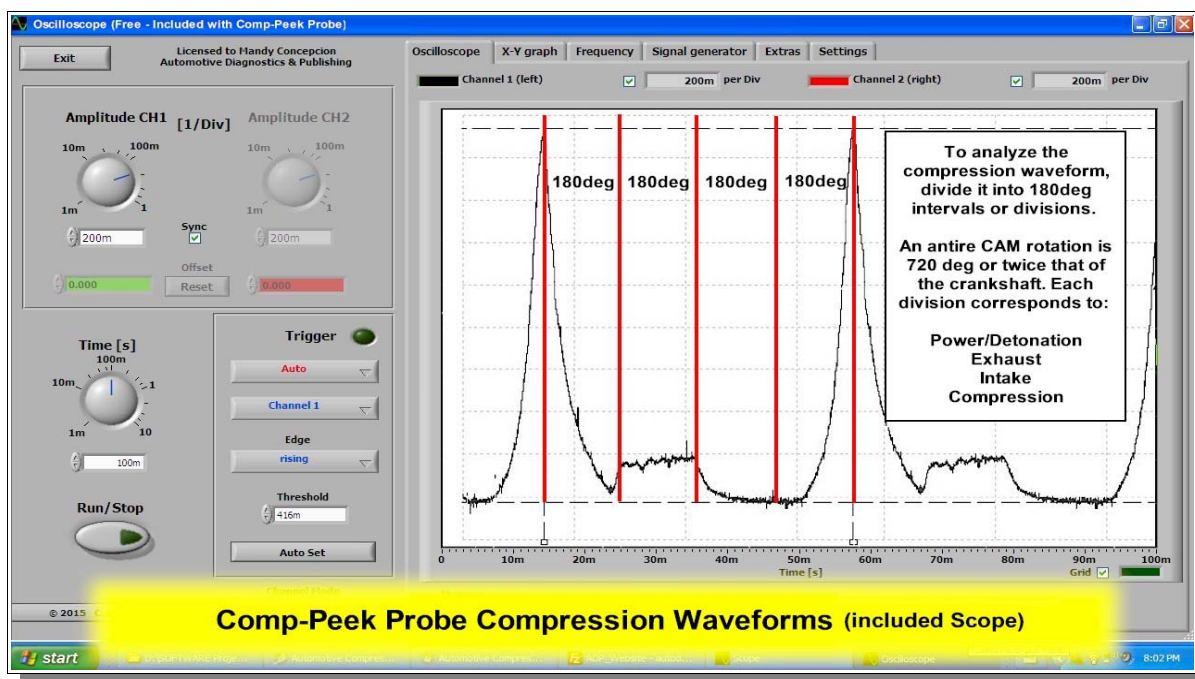 Oscilloscope (Free - Included with Comp-Peek Probe)
Exit
Licensed to Mandy Concepcion
Automotive Diagnostics & Publishing
Oscilloscope X-Y graph Frequency Signal generator Extras Settings
Channel 1 (left) 200m per Div Channel 2 (right) 200m per Div
Amplitude CH1 [1/Div] Amplitude CH2
10m 100m 10m 100m
1m 1 1m 1
Sync
200m 200m
Offset
0.000 Reset 0.000
Time [s]
100m
10m 1
1m 10
100m
Run/Stop
Trigger
Auto
Channel 1
Edge
rising
Threshold
416m
Auto Set
Channel Mode
180deg 180deg 180deg 180deg
To analyze the
compression waveform,
divide it into 180deg
intervals or divisions.
An antire CAM rotation is
720 deg or twice that of
the crankshaft. Each
division corresponds to:
Power/Detonation
Exhaust
Intake
Compression
0 10m 20m 30m 40m 50m 60m 70m 80m 90m 100m
Time [s]
Grid
© 2015
Comp-Peek Probe Compression Waveforms (included Scope)
start
Automotive Compres...
Scope
Oscilloscope
8:02 PM